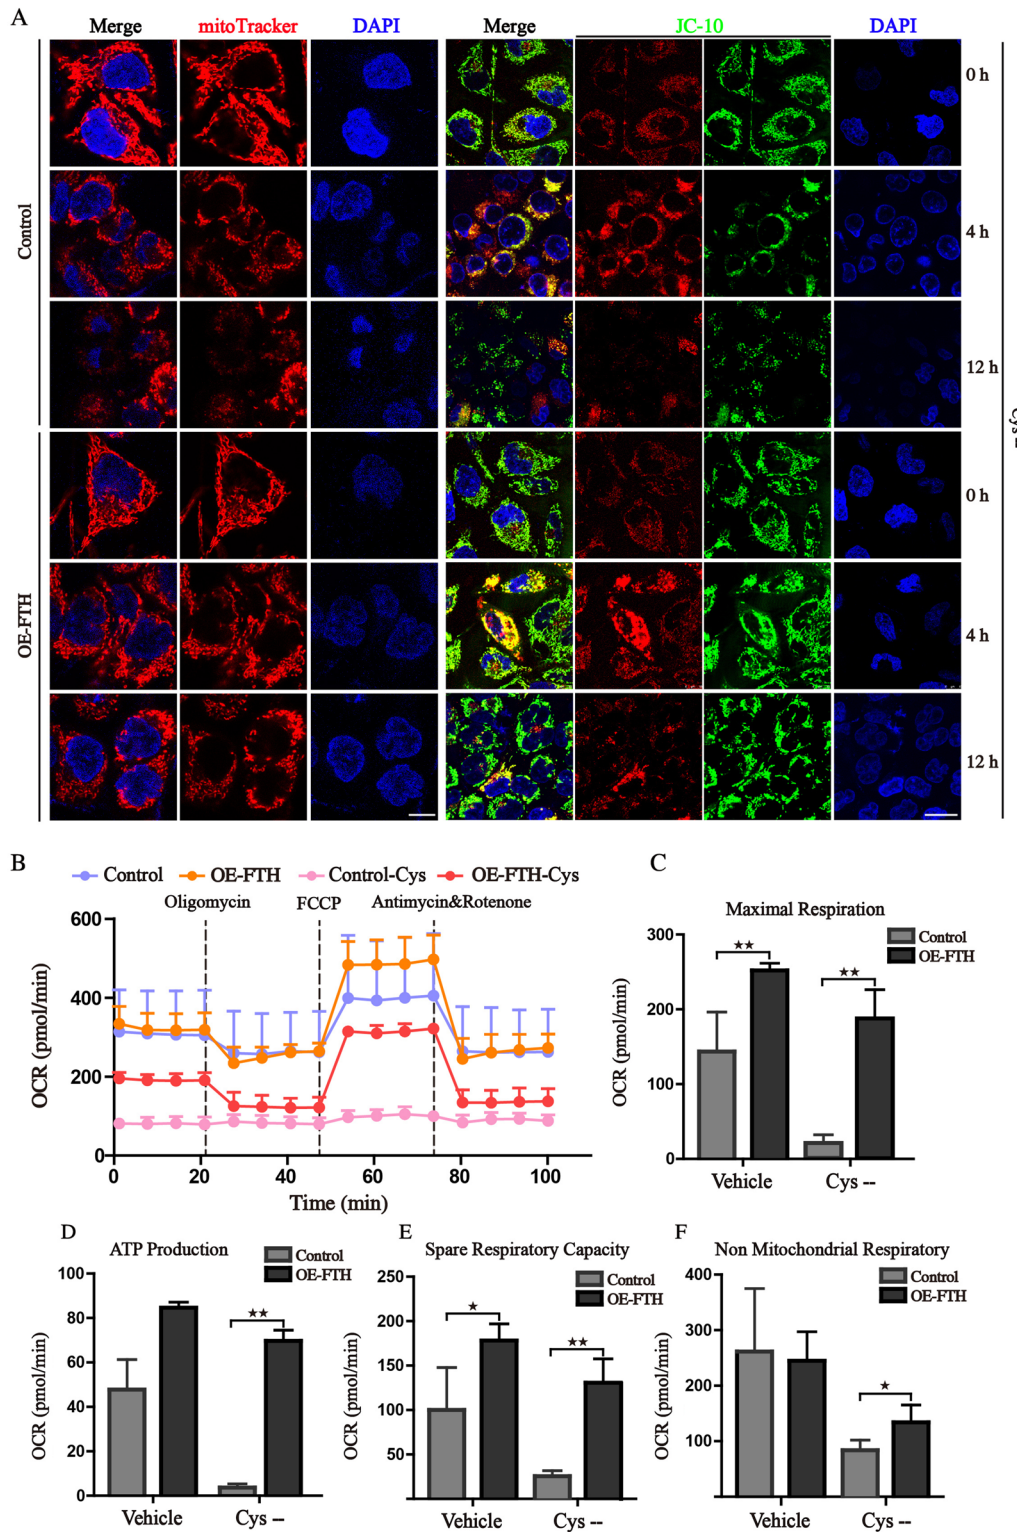 A
Merge mitoTracker DAPI Merge JC-10 DAPI
Control
0 h
4 h
12 h
OE-FTH
0 h
4 h
12 h
Cys --
B
Control OE-FTH Control-Cys OE-FTH-Cys
Oligomycin FCCP Antimycin&Rotenone
OCR (pmol/min)
600
400
200
0
0 20 40 60 80 100
Time (min)
C
Maximal Respiration
Control
OE-FTH
★★ ★★
OCR (pmol/min)
300
200
100
0
Vehicle Cys --
D
ATP Production
Control
OE-FTH
★★
OCR (pmol/min)
100
80
60
40
20
0
Vehicle Cys --
E
Spare Respiratory Capacity
Control
OE-FTH
★ ★★
OCR (pmol/min)
250
200
150
100
50
Vehicle Cys --
F
Non Mitochondrial Respiratory
Control
OE-FTH
★
OCR (pmol/min)
400
300
200
100
Vehicle Cys --